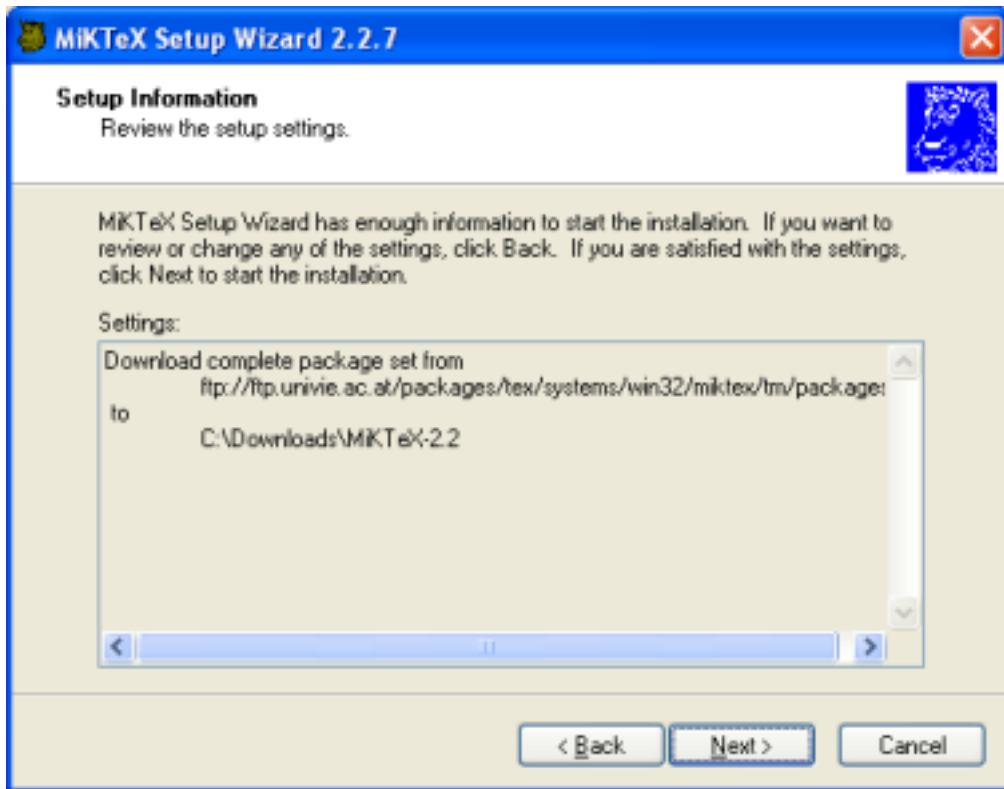 MiKTeX Setup Wizard 2.2.7
Setup Information
Review the setup settings.
MiKTeX Setup Wizard has enough information to start the installation. If you want to
review or change any of the settings, click Back. If you are satisfied with the settings,
click Next to start the installation.
Settings:
Download complete package set from
ftp://ftp.univie.ac.at/packages/tex/systems/win32/miktex/tm/packages
to
C:\Downloads\MiKTeX-2.2
< Back
Next >
Cancel